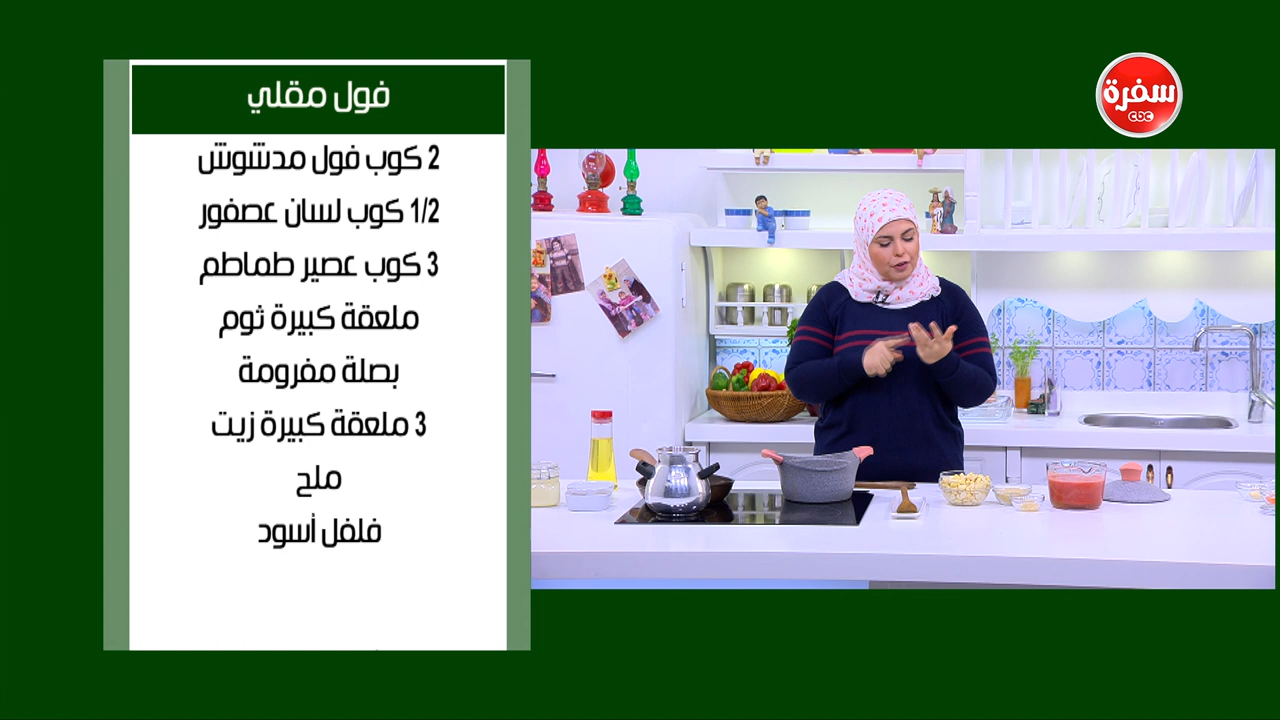 فول مقلي
2 كوب فول مدشوش
1/2 كوب لسان عصفور
3 كوب عصير طماطم
ملعقة كبيرة ثوم
بصلة مفرومة
3 ملعقة كبيرة زيت
ملح
فلفل أسود
سفرة
cbc